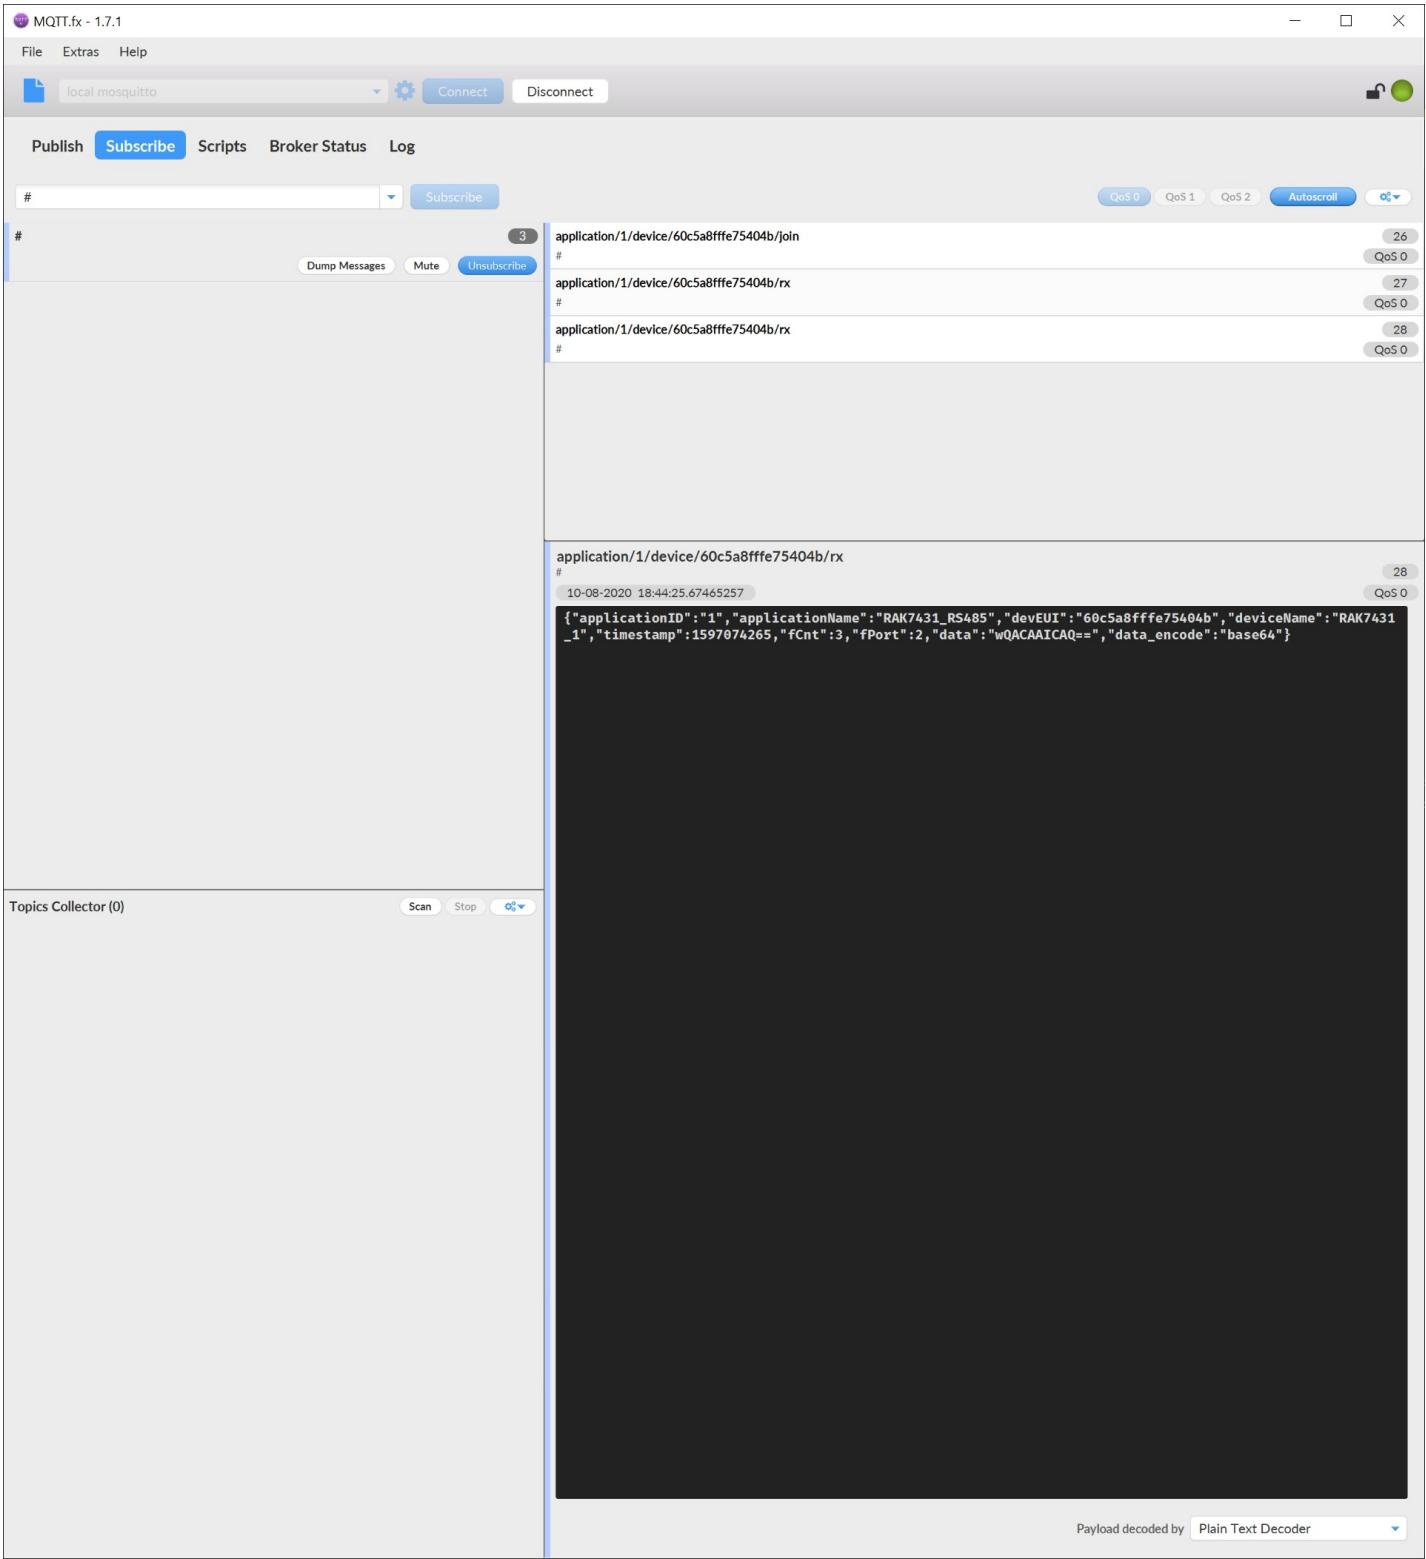 MQTT.fx - 1.7.1
File Extras Help
local mosquitto Connect Disconnect
Publish Subscribe Scripts Broker Status Log
# Subscribe QoS 0 QoS 1 QoS 2 Autoscroll
# 3
Dump Messages Mute Unsubscribe
application/1/device/60c5a8fffe75404b/join 26
# QoS 0
application/1/device/60c5a8fffe75404b/rx 27
# QoS 0
application/1/device/60c5a8fffe75404b/rx 28
# QoS 0
application/1/device/60c5a8fffe75404b/rx
# 28
10-08-2020 18:44:25.67465257 QoS 0
{"applicationID":"1","applicationName":"RAK7431_RS485","devEUI":"60c5a8fffe75404b","deviceName":"RAK7431
_1","timestamp":1597074265,"fCnt":3,"fPort":2,"data":"wQACAAICAQ==","data_encode":"base64"}
Topics Collector (0) Scan Stop
Payload decoded by Plain Text Decoder